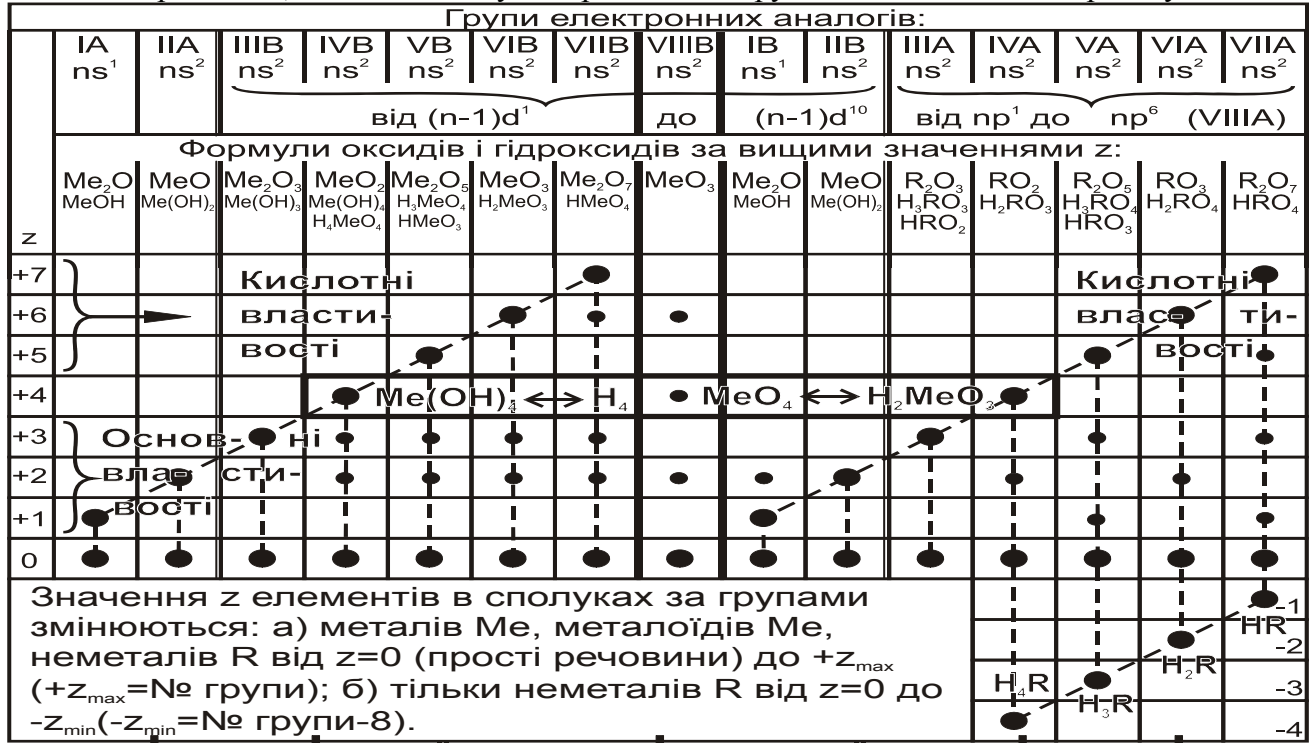 Групи електронних аналогів:
IA IIA IIIB IVB VB VIB VIIB VIIIB IB IIB IIIA IVA VA VIA VIIA
ns¹ ns² ns² ns² ns² ns² ns² ns² ns¹ ns² ns² ns² ns² ns² ns²
від (n-1)d¹ до (n-1)d¹⁰ від np¹ до np⁶ (VIIIA)
Формули оксидів і гідроксидів за вищими значеннями z:
Me₂O MeO Me₂O₃ MeO₂ Me₂O₅ MeO₃ Me₂O₇ MeO₃ Me₂O MeO R₂O₃ RO₂ R₂O₅ RO₃ R₂O₇
MeOH Me(OH)₂ Me(OH)₃ Me(OH)₄ H₃MeO₄ H₂MeO₃ HMeO₄ MeOH Me(OH)₂ H₃RO₃ H₂RO₃ H₃RO₄ H₂RO₄ HRO₄
H₄MeO₄ HMeO₃ HRO₂ HRO₃
z
+7 Кислотні Кислотні
+6 власти- влас- ти-
+5 вості вості
+4 Me(OH)₄ ↔ H₄ MeO₄ ↔ H₂MeO₃
+3 Основ- ні
+2 вла- сти-
+1 вості
0
Значення z елементів в сполуках за групами
змінюються: а) металів Me, металоїдів Me,
неметалів R від z=0 (прості речовини) до +zmax
(+zmax=№ групи); б) тільки неметалів R від z=0 до
-zmin(-zmin=№ групи-8).
-1
HR
-2
H₂R
H₄R -3
H₃R
-4